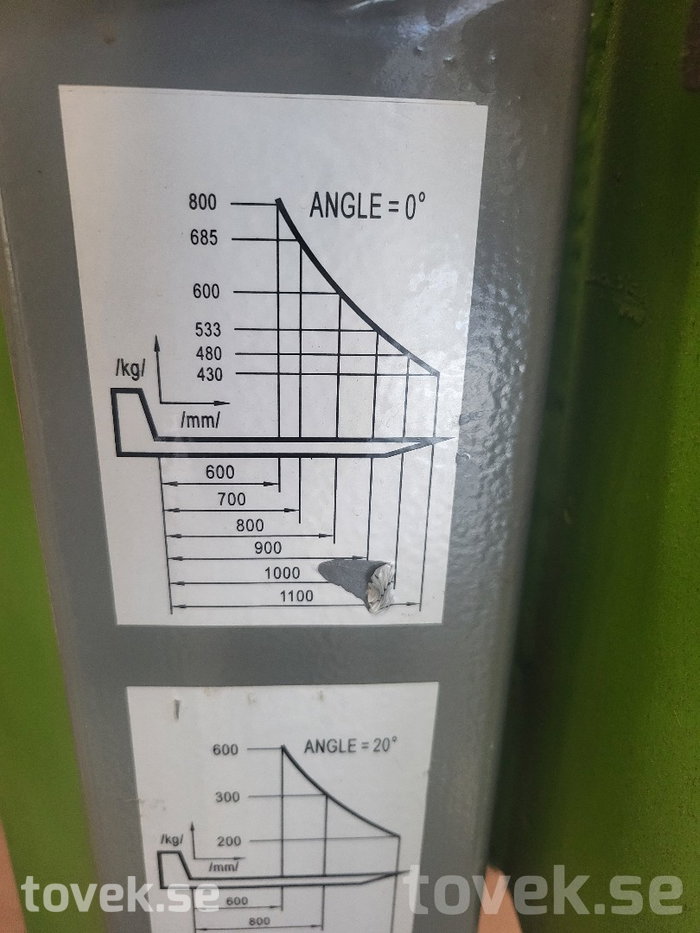 800
ANGLE = 0°
685
600
533
480
430
/kg/
/mm/
600
700
800
900
1000
1100
600
ANGLE = 20°
300
200
/kg/
/mm/
600
800
tovek.se
tovek.se